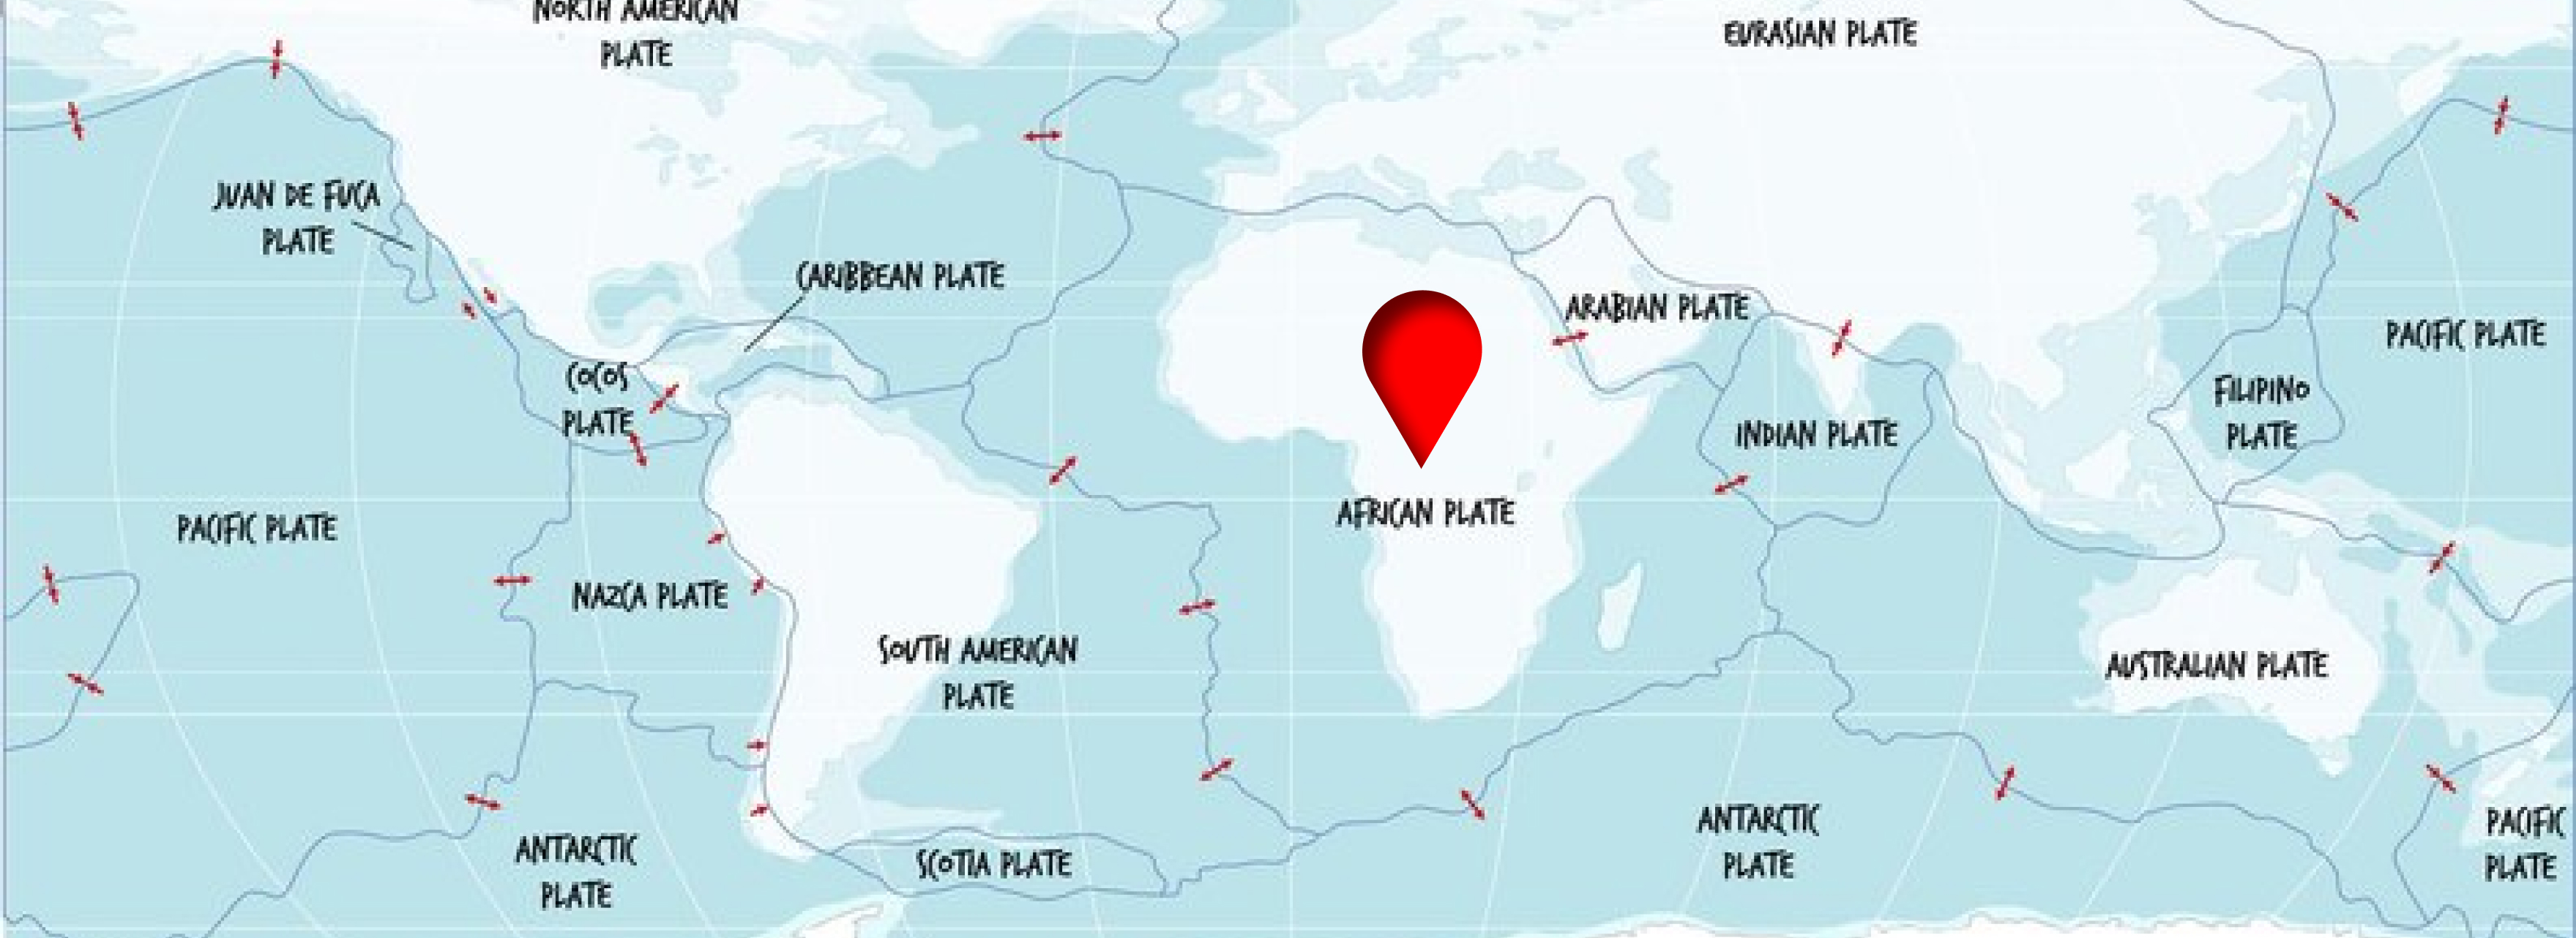 NORTH AMERICAN
PLATE
EURASIAN PLATE
JUAN DE FUCA
PLATE
CARIBBEAN PLATE
ARABIAN PLATE
PACIFIC PLATE
COCOS
PLATE
FILIPINO
PLATE
INDIAN PLATE
AFRICAN PLATE
PACIFIC PLATE
NAZCA PLATE
SOUTH AMERICAN
PLATE
AUSTRALIAN PLATE
ANTARCTIC
PLATE
SCOTIA PLATE
ANTARCTIC
PLATE
PACIFIC
PLATE